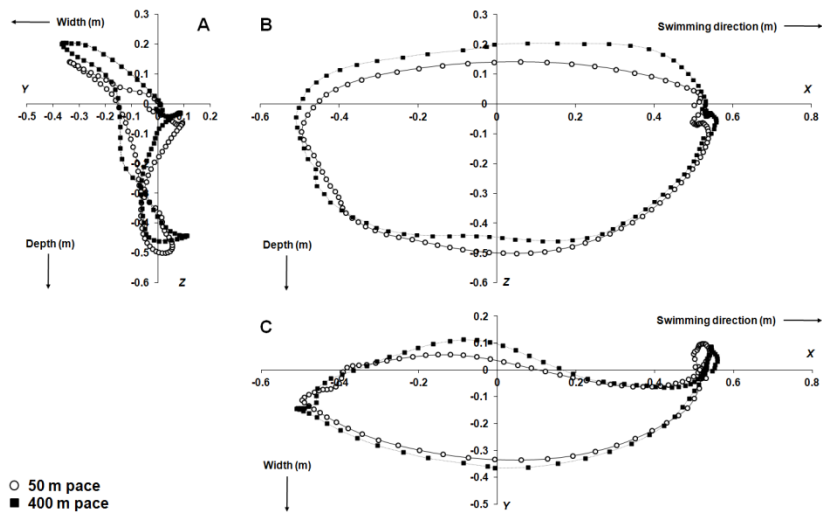 Width (m)
A
0.3
0.2
0.1
0
-0.1
-0.2
-0.3
-0.4
-0.5
-0.6
Y
-0.5 -0.4 -0.3 -0.2 -0.1 0 0.1 0.2
Depth (m)
Z
B
Swimming direction (m)
0.3
0.2
0.1
0
-0.1
-0.2
-0.3
-0.4
-0.5
-0.6
X
-0.6 -0.4 -0.2 0 0.2 0.4 0.6 0.8
Depth (m)
Z
C
Swimming direction (m)
0.2
0.1
0
-0.1
-0.2
-0.3
-0.4
-0.5
X
-0.6 -0.4 -0.2 0 0.2 0.4 0.6 0.8
Width (m)
Y
50 m pace
400 m pace